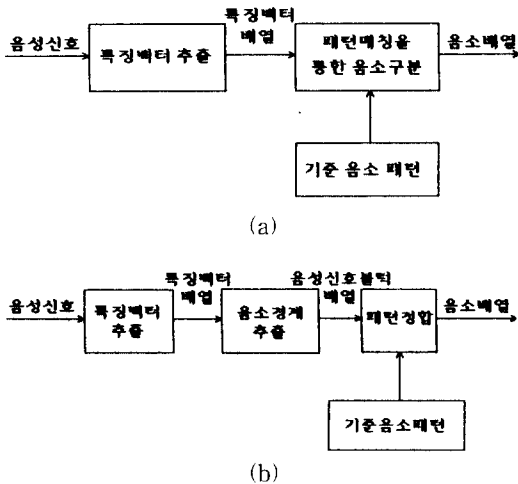 음성신호
특징벡터 추출
특징벡터
배열
패턴매칭을
통한 음소구분
음소배열
기준 음소 패턴
(a)
음성신호
특징벡터
추출
특징벡터
배열
음소경계
추출
음성신호블럭
배열
패턴정합
음소배열
기준음소패턴
(b)